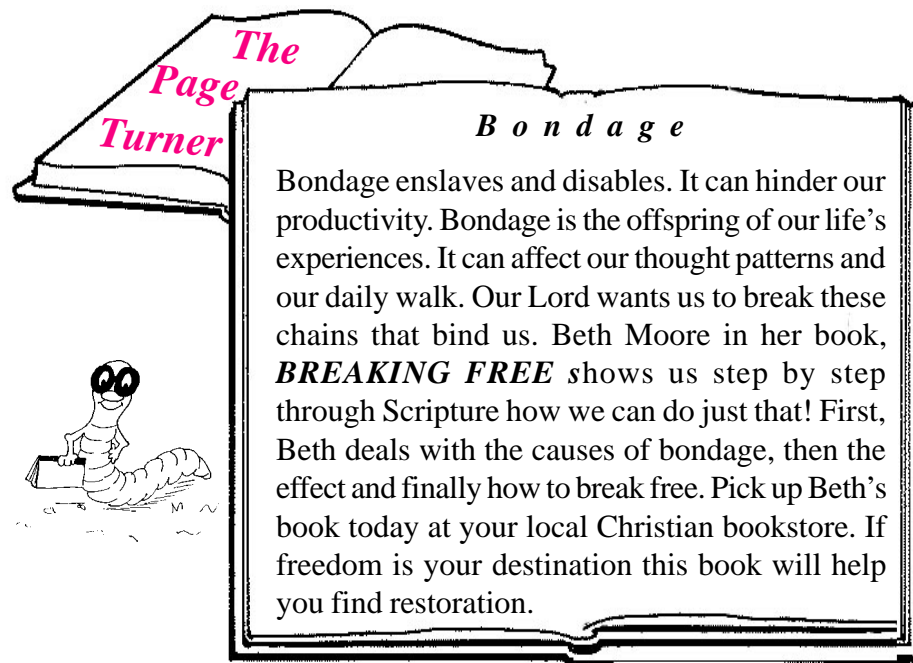 The
Page
Turner
Bondage
Bondage enslaves and disables. It can hinder our
productivity. Bondage is the offspring of our life's
experiences. It can affect our thought patterns and
our daily walk. Our Lord wants us to break these
chains that bind us. Beth Moore in her book,
BREAKING FREE shows us step by step
through Scripture how we can do just that! First,
Beth deals with the causes of bondage, then the
effect and finally how to break free. Pick up Beth's
book today at your local Christian bookstore. If
freedom is your destination this book will help
you find restoration.